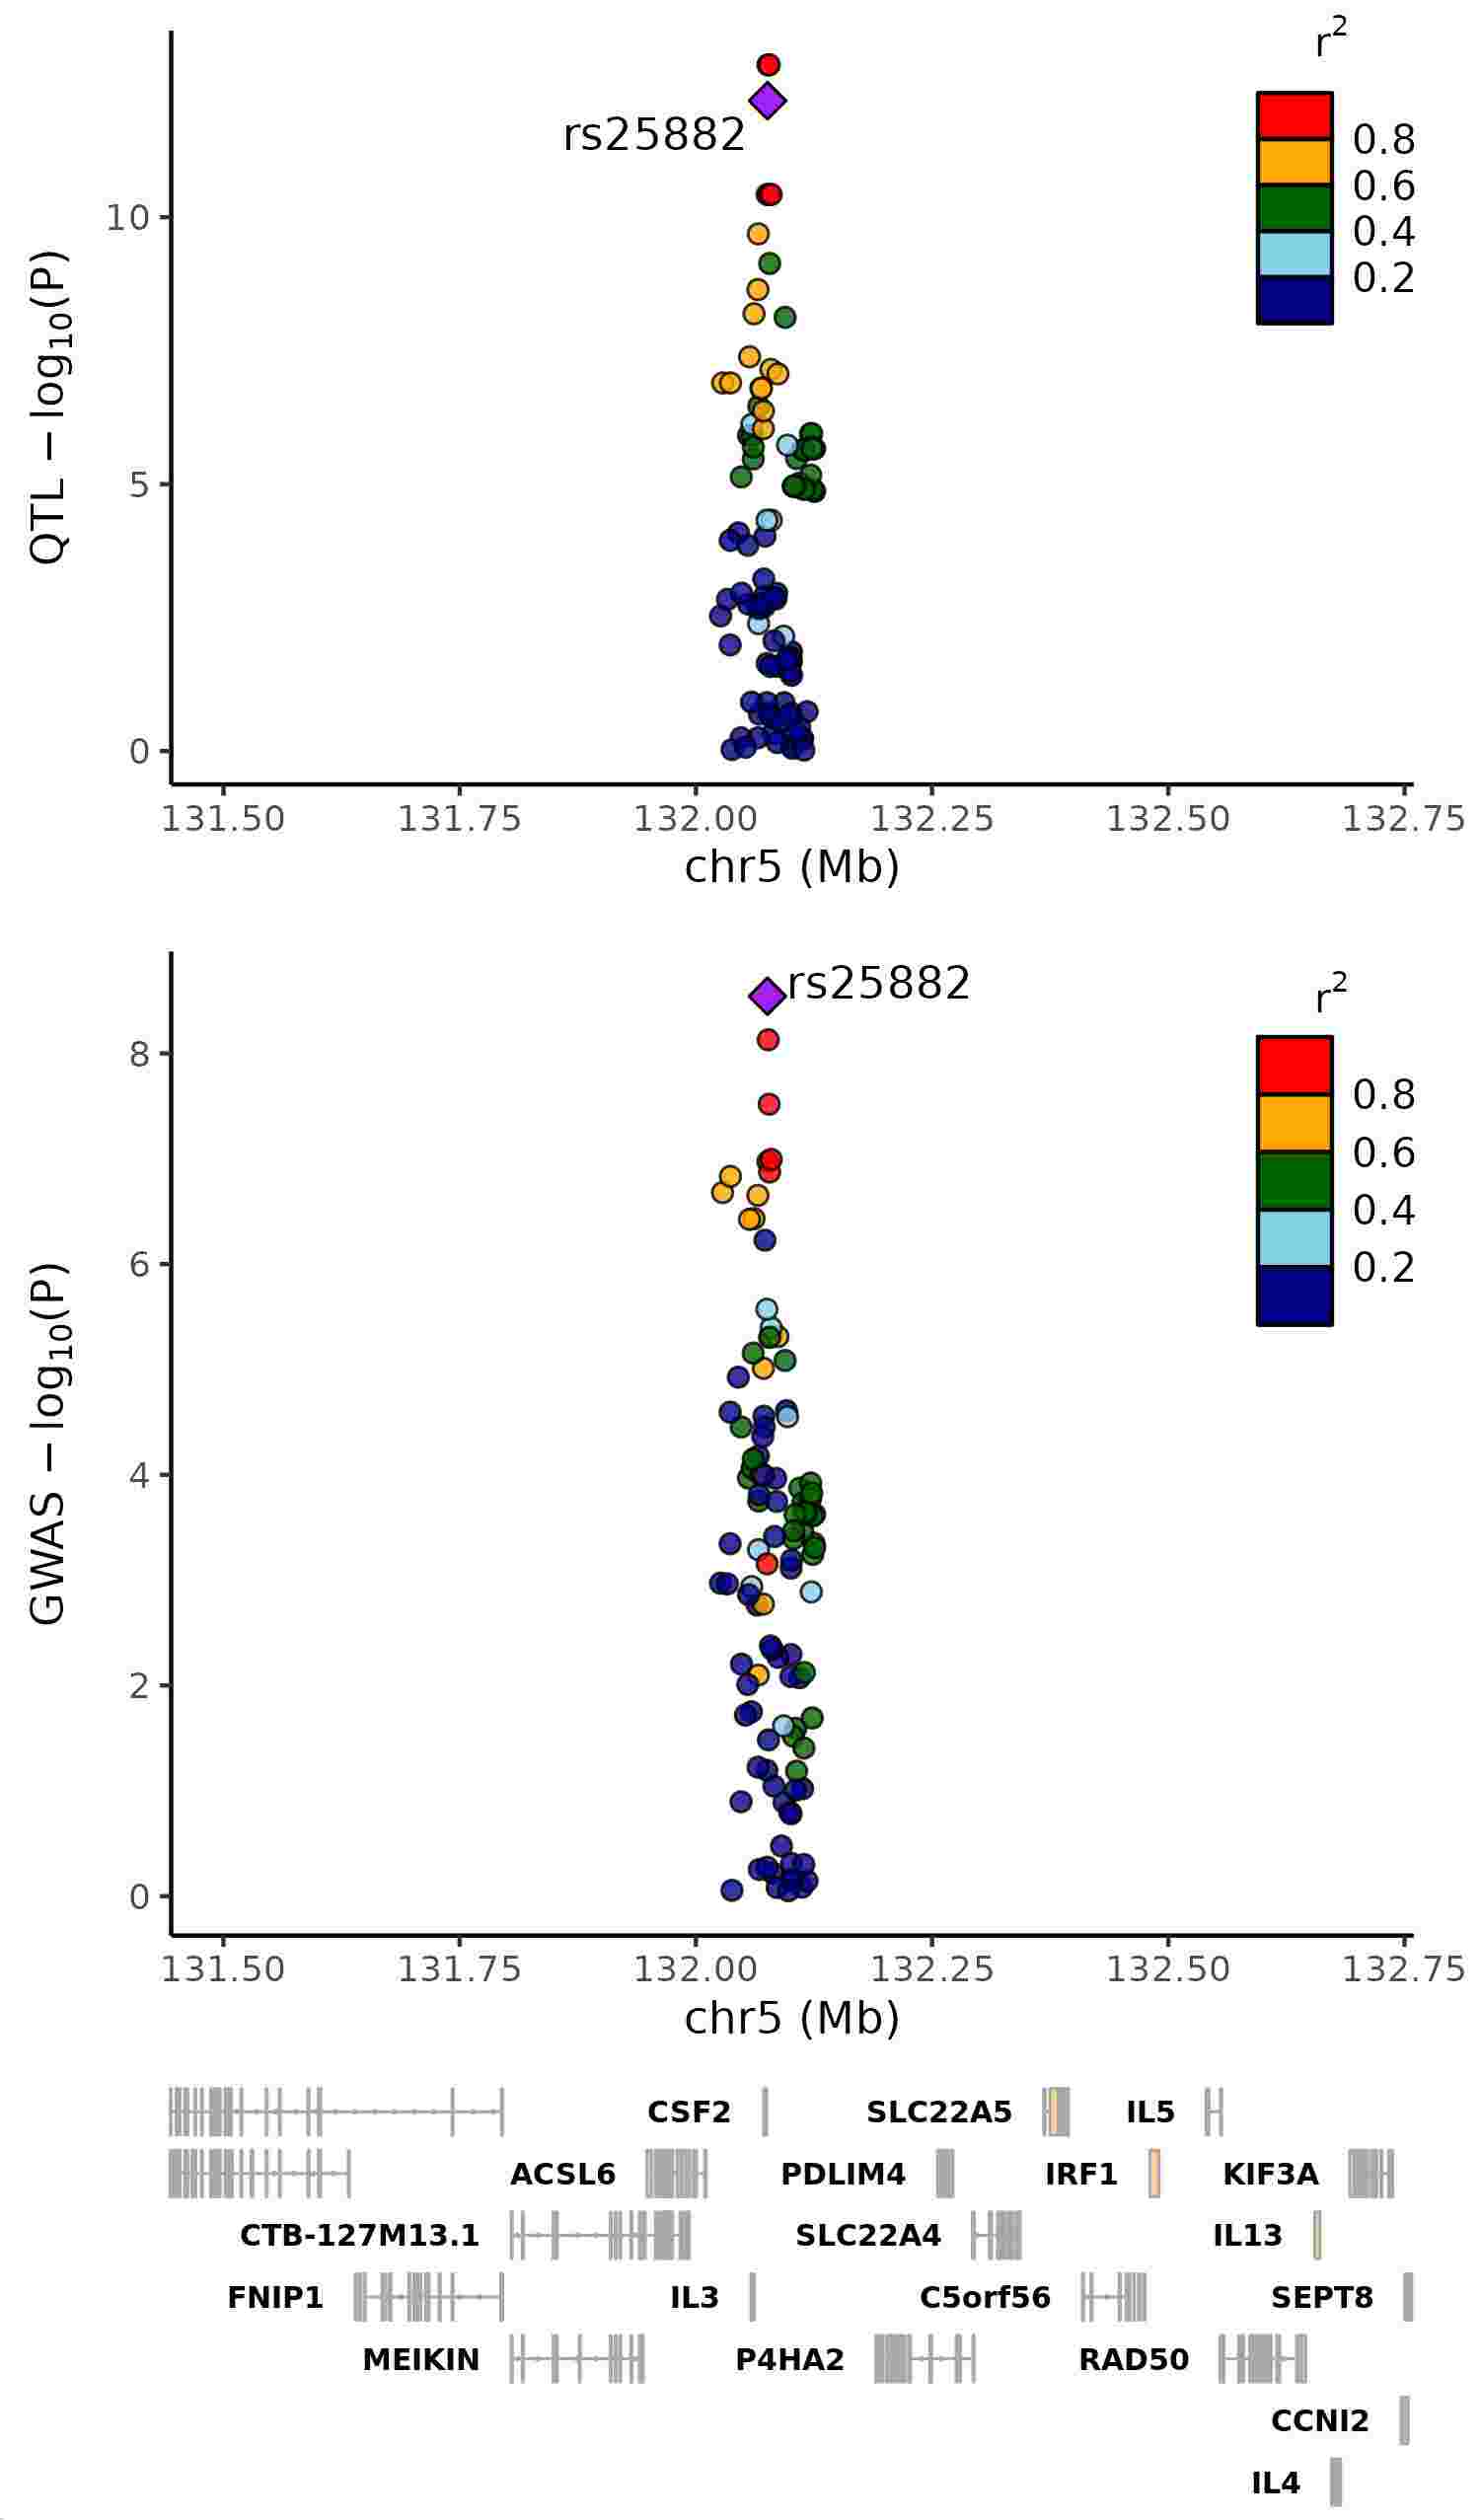 r²
0.8
0.6
0.4
0.2
rs25882
QTL − log₁₀(P)
10
5
0
131.50 131.75 132.00 132.25 132.50 132.75
chr5 (Mb)
rs25882
r²
0.8
0.6
0.4
0.2
GWAS − log₁₀(P)
8
6
4
2
0
131.50 131.75 132.00 132.25 132.50 132.75
chr5 (Mb)
CSF2 SLC22A5 IL5
ACSL6 PDLIM4 IRF1 KIF3A
CTB-127M13.1 SLC22A4 IL13
FNIP1 IL3 C5orf56 SEPT8
MEIKIN P4HA2 RAD50
CCNI2
IL4